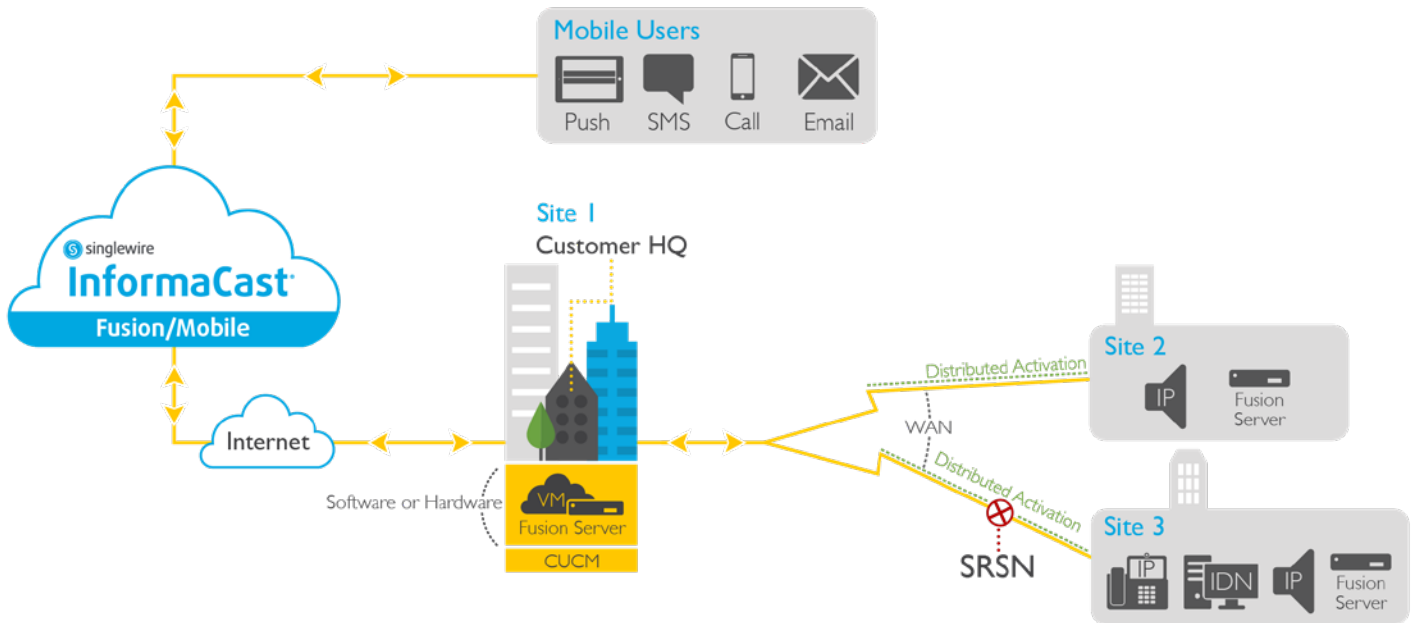 Mobile Users
Push SMS Call Email
singlewire
InformaCast
Fusion/Mobile
Internet
Site 1
Customer HQ
Software or Hardware
VM
Fusion Server
CUCM
Distributed Activation
WAN
Distributed Activation
SRSN
Site 2
IP
Fusion
Server
Site 3
IP IDN IP
Fusion
Server